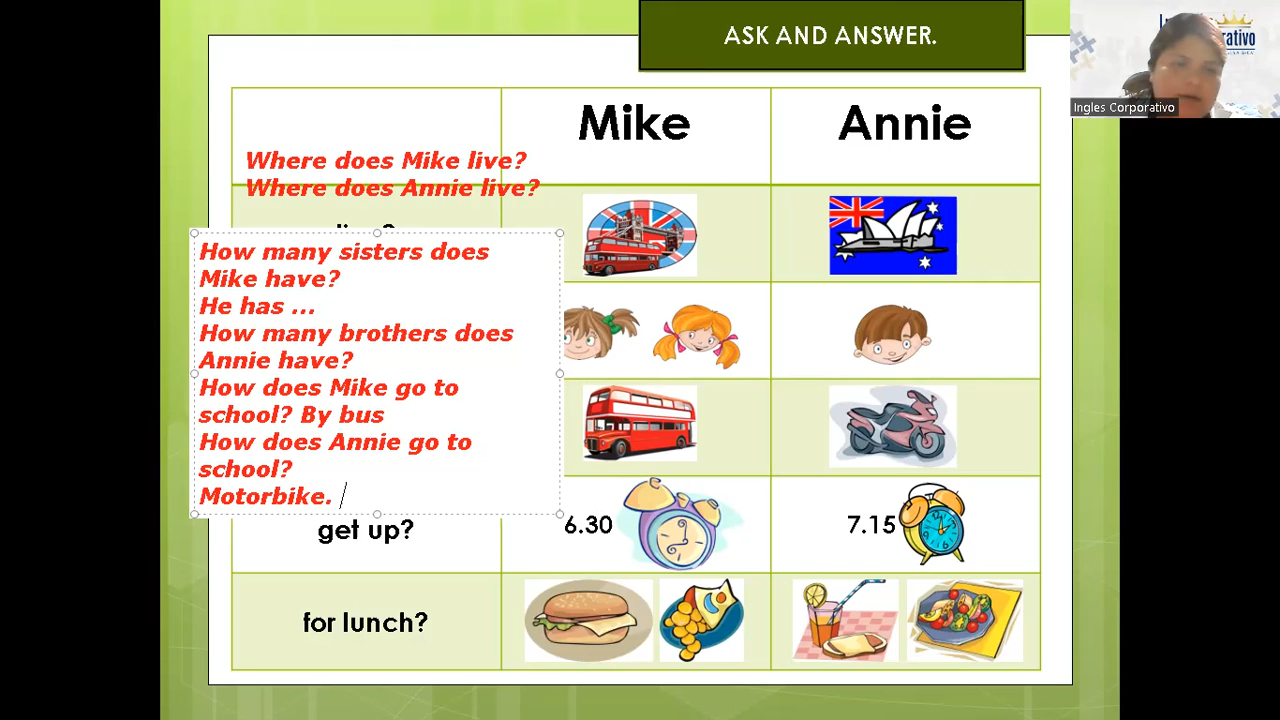 ASK AND ANSWER.
Mike
Annie
Where does Mike live?
Where does Annie live?
How many sisters does
Mike have?
He has ...
How many brothers does
Annie have?
How does Mike go to
school? By bus
How does Annie go to
school?
Motorbike.
get up?
6.30
7.15
for lunch?
Ingles Corporativo